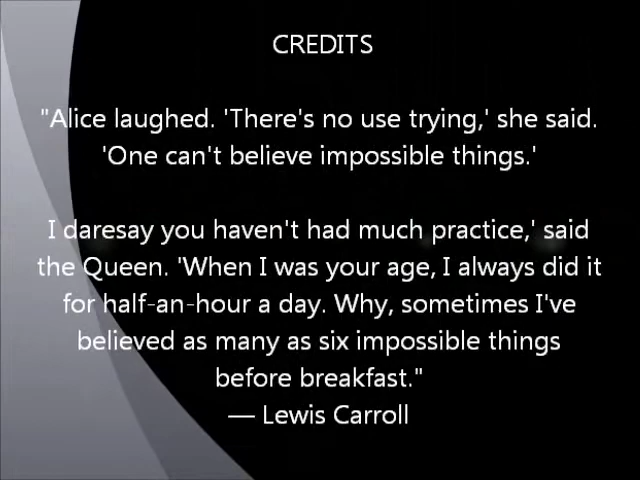 CREDITS
"Alice laughed. 'There's no use trying,' she said.
'One can't believe impossible things.'
I daresay you haven't had much practice,' said
the Queen. 'When I was your age, I always did it
for half-an-hour a day. Why, sometimes I've
believed as many as six impossible things
before breakfast."
— Lewis Carroll